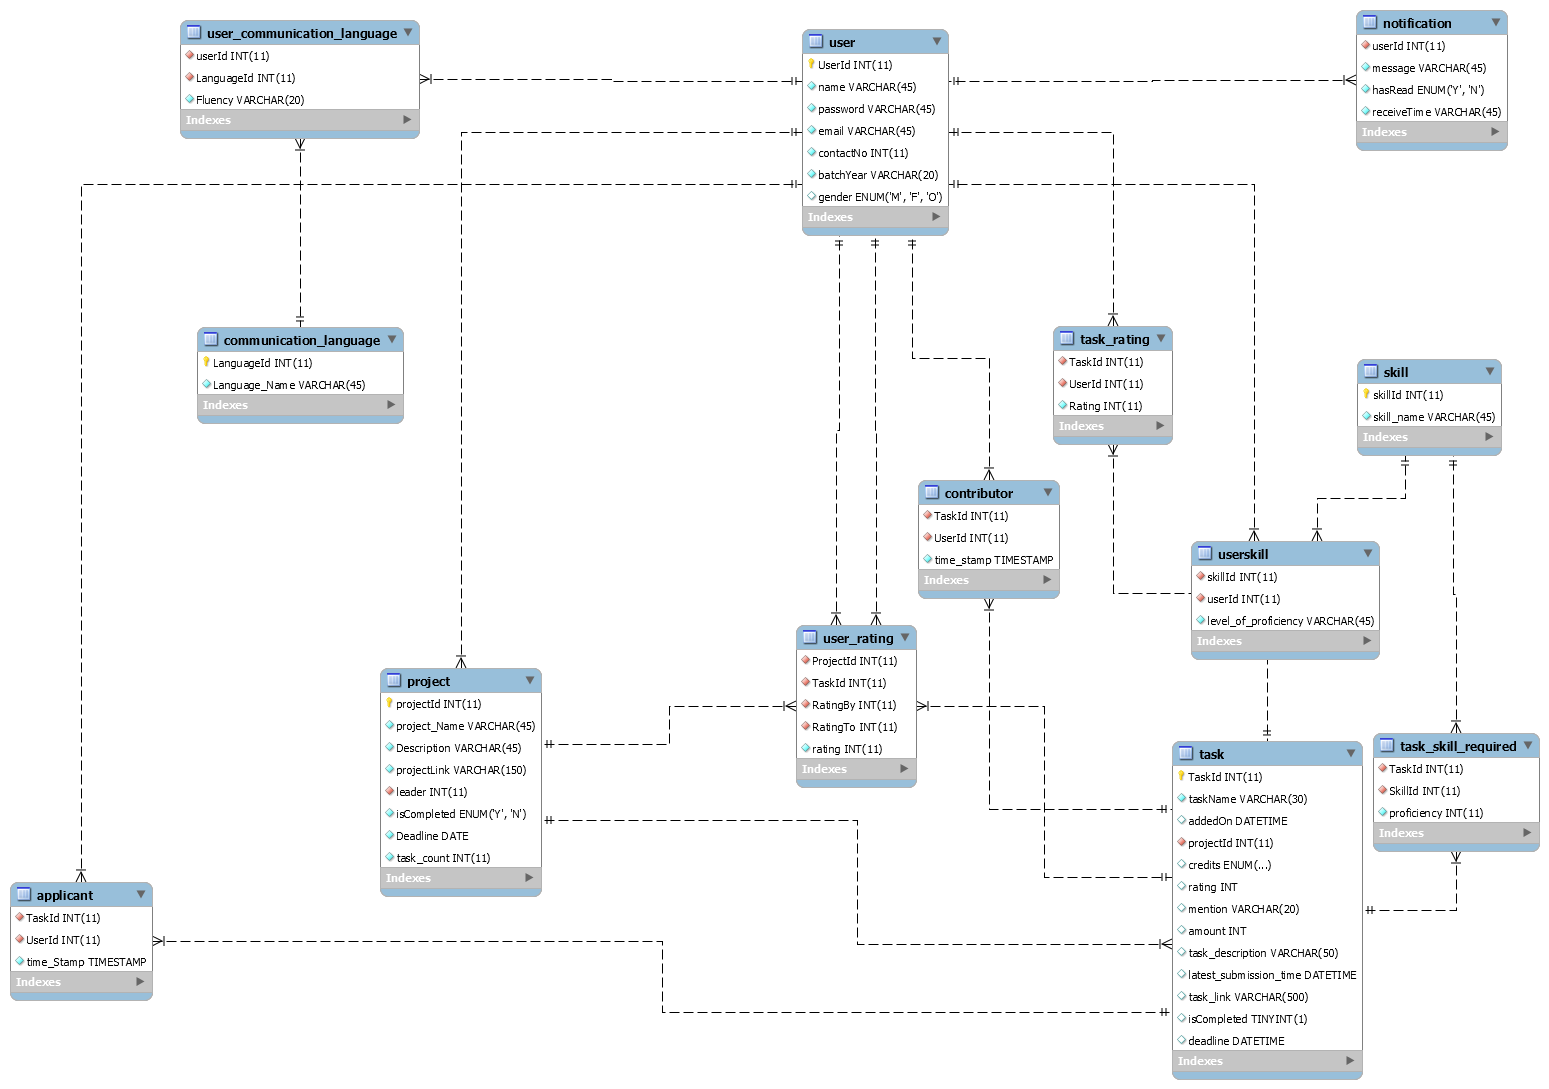 user_communication_language
userId INT(11)
LanguageId INT(11)
Fluency VARCHAR(20)
Indexes
user
UserId INT(11)
name VARCHAR(45)
password VARCHAR(45)
email VARCHAR(45)
contactNo INT(11)
batchYear VARCHAR(20)
gender ENUM('M', 'F', 'O')
Indexes
notification
userId INT(11)
message VARCHAR(45)
hasRead ENUM('Y', 'N')
receiveTime VARCHAR(45)
Indexes
communication_language
LanguageId INT(11)
Language_Name VARCHAR(45)
Indexes
task_rating
TaskId INT(11)
UserId INT(11)
Rating INT(11)
Indexes
skill
skillId INT(11)
skill_name VARCHAR(45)
Indexes
contributor
TaskId INT(11)
UserId INT(11)
time_stamp TIMESTAMP
Indexes
userskill
skillId INT(11)
userId INT(11)
level_of_proficiency VARCHAR(45)
Indexes
user_rating
ProjectId INT(11)
TaskId INT(11)
RatingBy INT(11)
RatingTo INT(11)
rating INT(11)
Indexes
project
projectId INT(11)
project_Name VARCHAR(45)
Description VARCHAR(45)
projectLink VARCHAR(150)
leader INT(11)
isCompleted ENUM('Y', 'N')
Deadline DATE
task_count INT(11)
Indexes
task
TaskId INT(11)
taskName VARCHAR(30)
addedOn DATETIME
projectId INT(11)
credits ENUM(...)
rating INT
mention VARCHAR(20)
amount INT
task_description VARCHAR(50)
latest_submission_time DATETIME
task_link VARCHAR(500)
isCompleted TINYINT(1)
deadline DATETIME
Indexes
task_skill_required
TaskId INT(11)
SkillId INT(11)
proficiency INT(11)
Indexes
applicant
TaskId INT(11)
UserId INT(11)
time_Stamp TIMESTAMP
Indexes